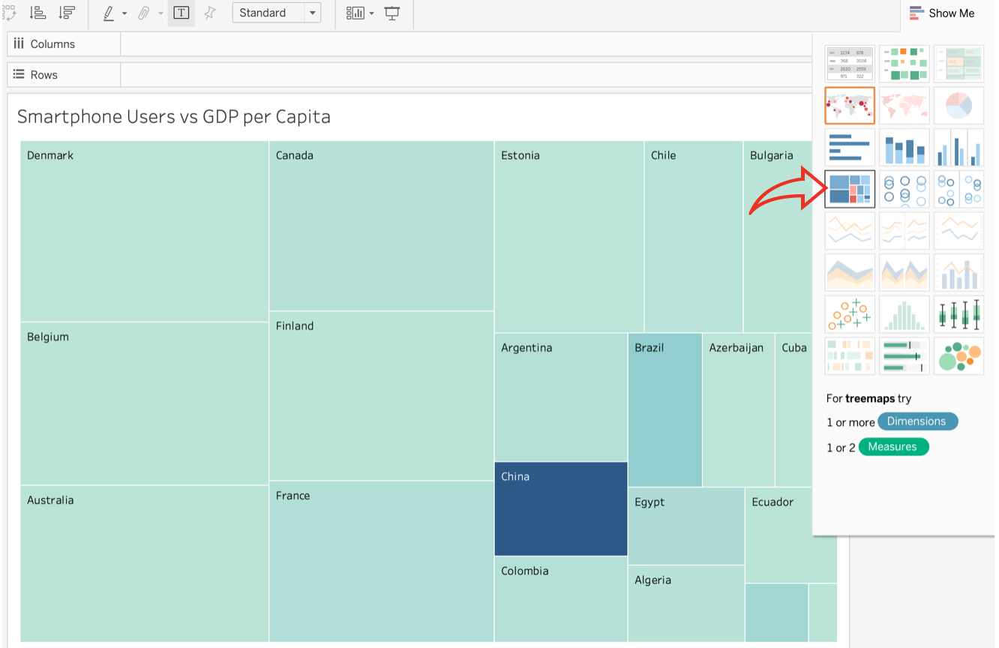 Standard
Show Me
Columns
Rows
1234 678
368 3024
2620 2559
971 322
Smartphone Users vs GDP per Capita
Denmark
Canada
Estonia
Chile
Bulgaria
Finland
Belgium
Argentina
Brazil
Azerbaijan
Cuba
China
France
Australia
Egypt
Ecuador
Colombia
Algeria
For treemaps try
1 or more Dimensions
1 or 2 Measures